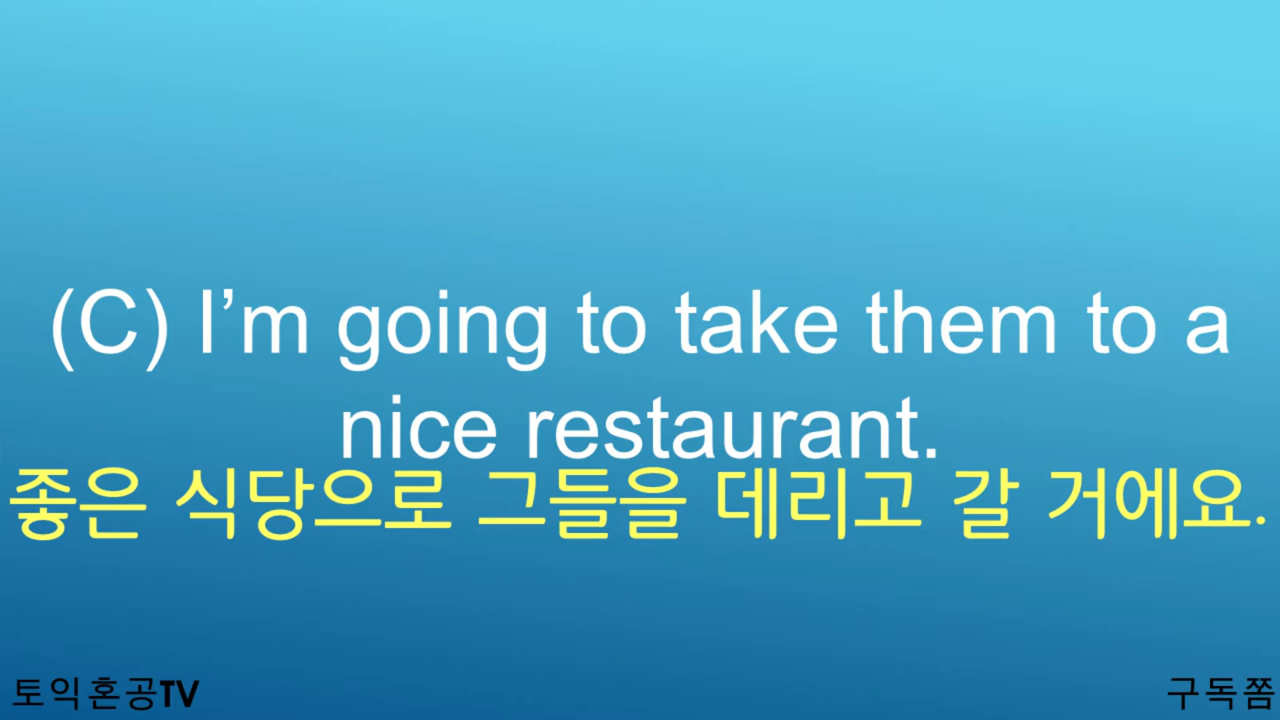 (C) I’m going to take them to a
nice restaurant.
좋은 식당으로 그들을 데리고 갈 거에요.
토익혼공TV
구독쫌